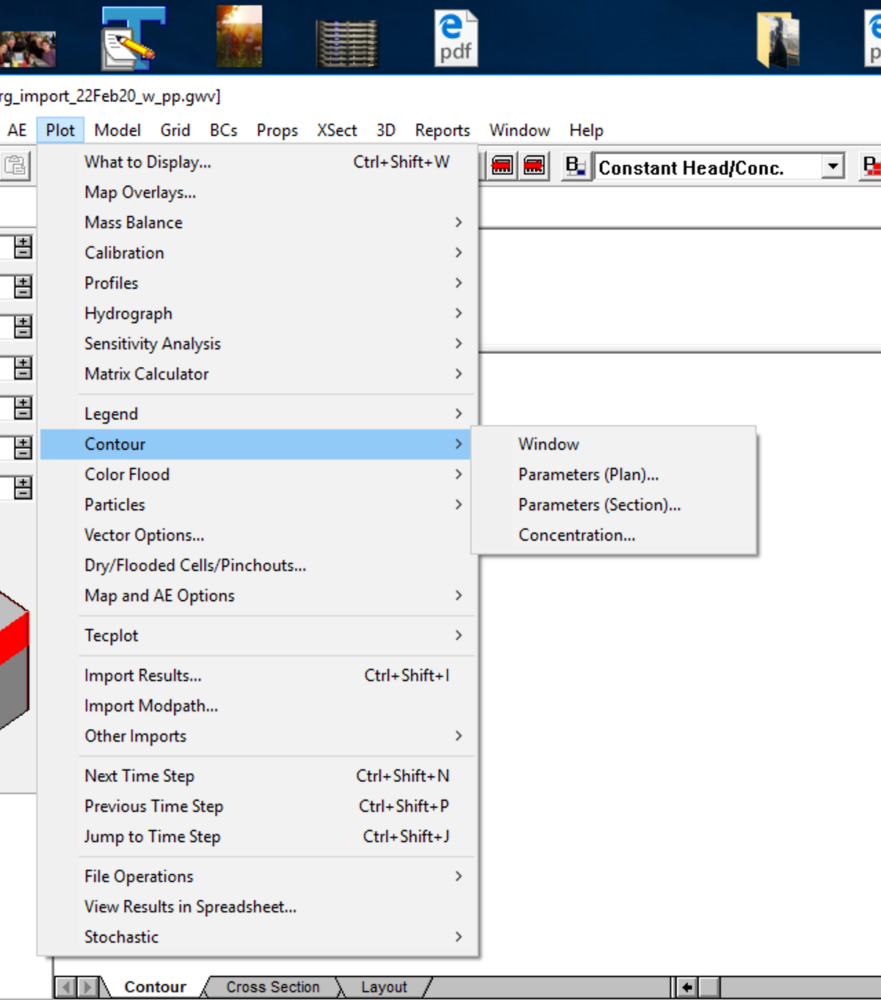 pdf
rg_import_22Feb20_w_pp.gwv]
AE Plot Model Grid BCs Props XSect 3D Reports Window Help
What to Display... Ctrl+Shift+W
B Constant Head/Conc.
Map Overlays...
Mass Balance
Calibration
Profiles
Hydrograph
Sensitivity Analysis
Matrix Calculator
Legend
Contour
Window
Color Flood
Parameters (Plan)...
Particles
Parameters (Section)...
Vector Options...
Concentration...
Dry/Flooded Cells/Pinchouts...
Map and AE Options
Tecplot
Import Results... Ctrl+Shift+I
Import Modpath...
Other Imports
Next Time Step Ctrl+Shift+N
Previous Time Step Ctrl+Shift+P
Jump to Time Step Ctrl+Shift+J
File Operations
View Results in Spreadsheet...
Stochastic
Contour Cross Section Layout